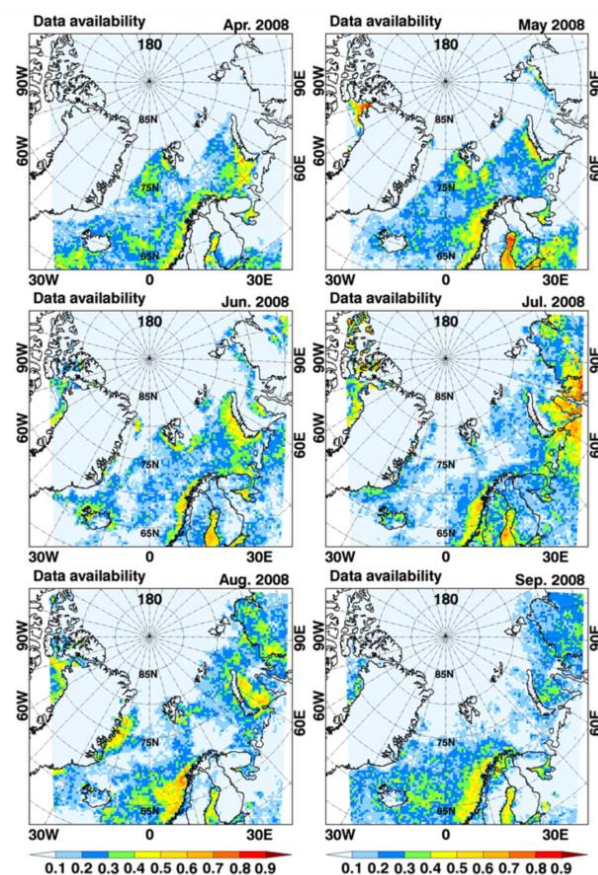 Data availability Apr. 2008
180
90W
90E
85N
60W
60E
75N
65N
30W 0 30E
Data availability May 2008
180
90W
90E
85N
60W
60E
75N
65N
30W 0 30E
Data availability Jun. 2008
180
90W
90E
85N
60W
60E
75N
65N
30W 0 30E
Data availability Jul. 2008
180
90W
90E
85N
60W
60E
75N
65N
30W 0 30E
Data availability Aug. 2008
180
90W
90E
85N
60W
60E
75N
65N
30W 0 30E
Data availability Sep. 2008
180
90W
90E
85N
60W
60E
75N
65N
30W 0 30E
0.1 0.2 0.3 0.4 0.5 0.6 0.7 0.8 0.9
0.1 0.2 0.3 0.4 0.5 0.6 0.7 0.8 0.9